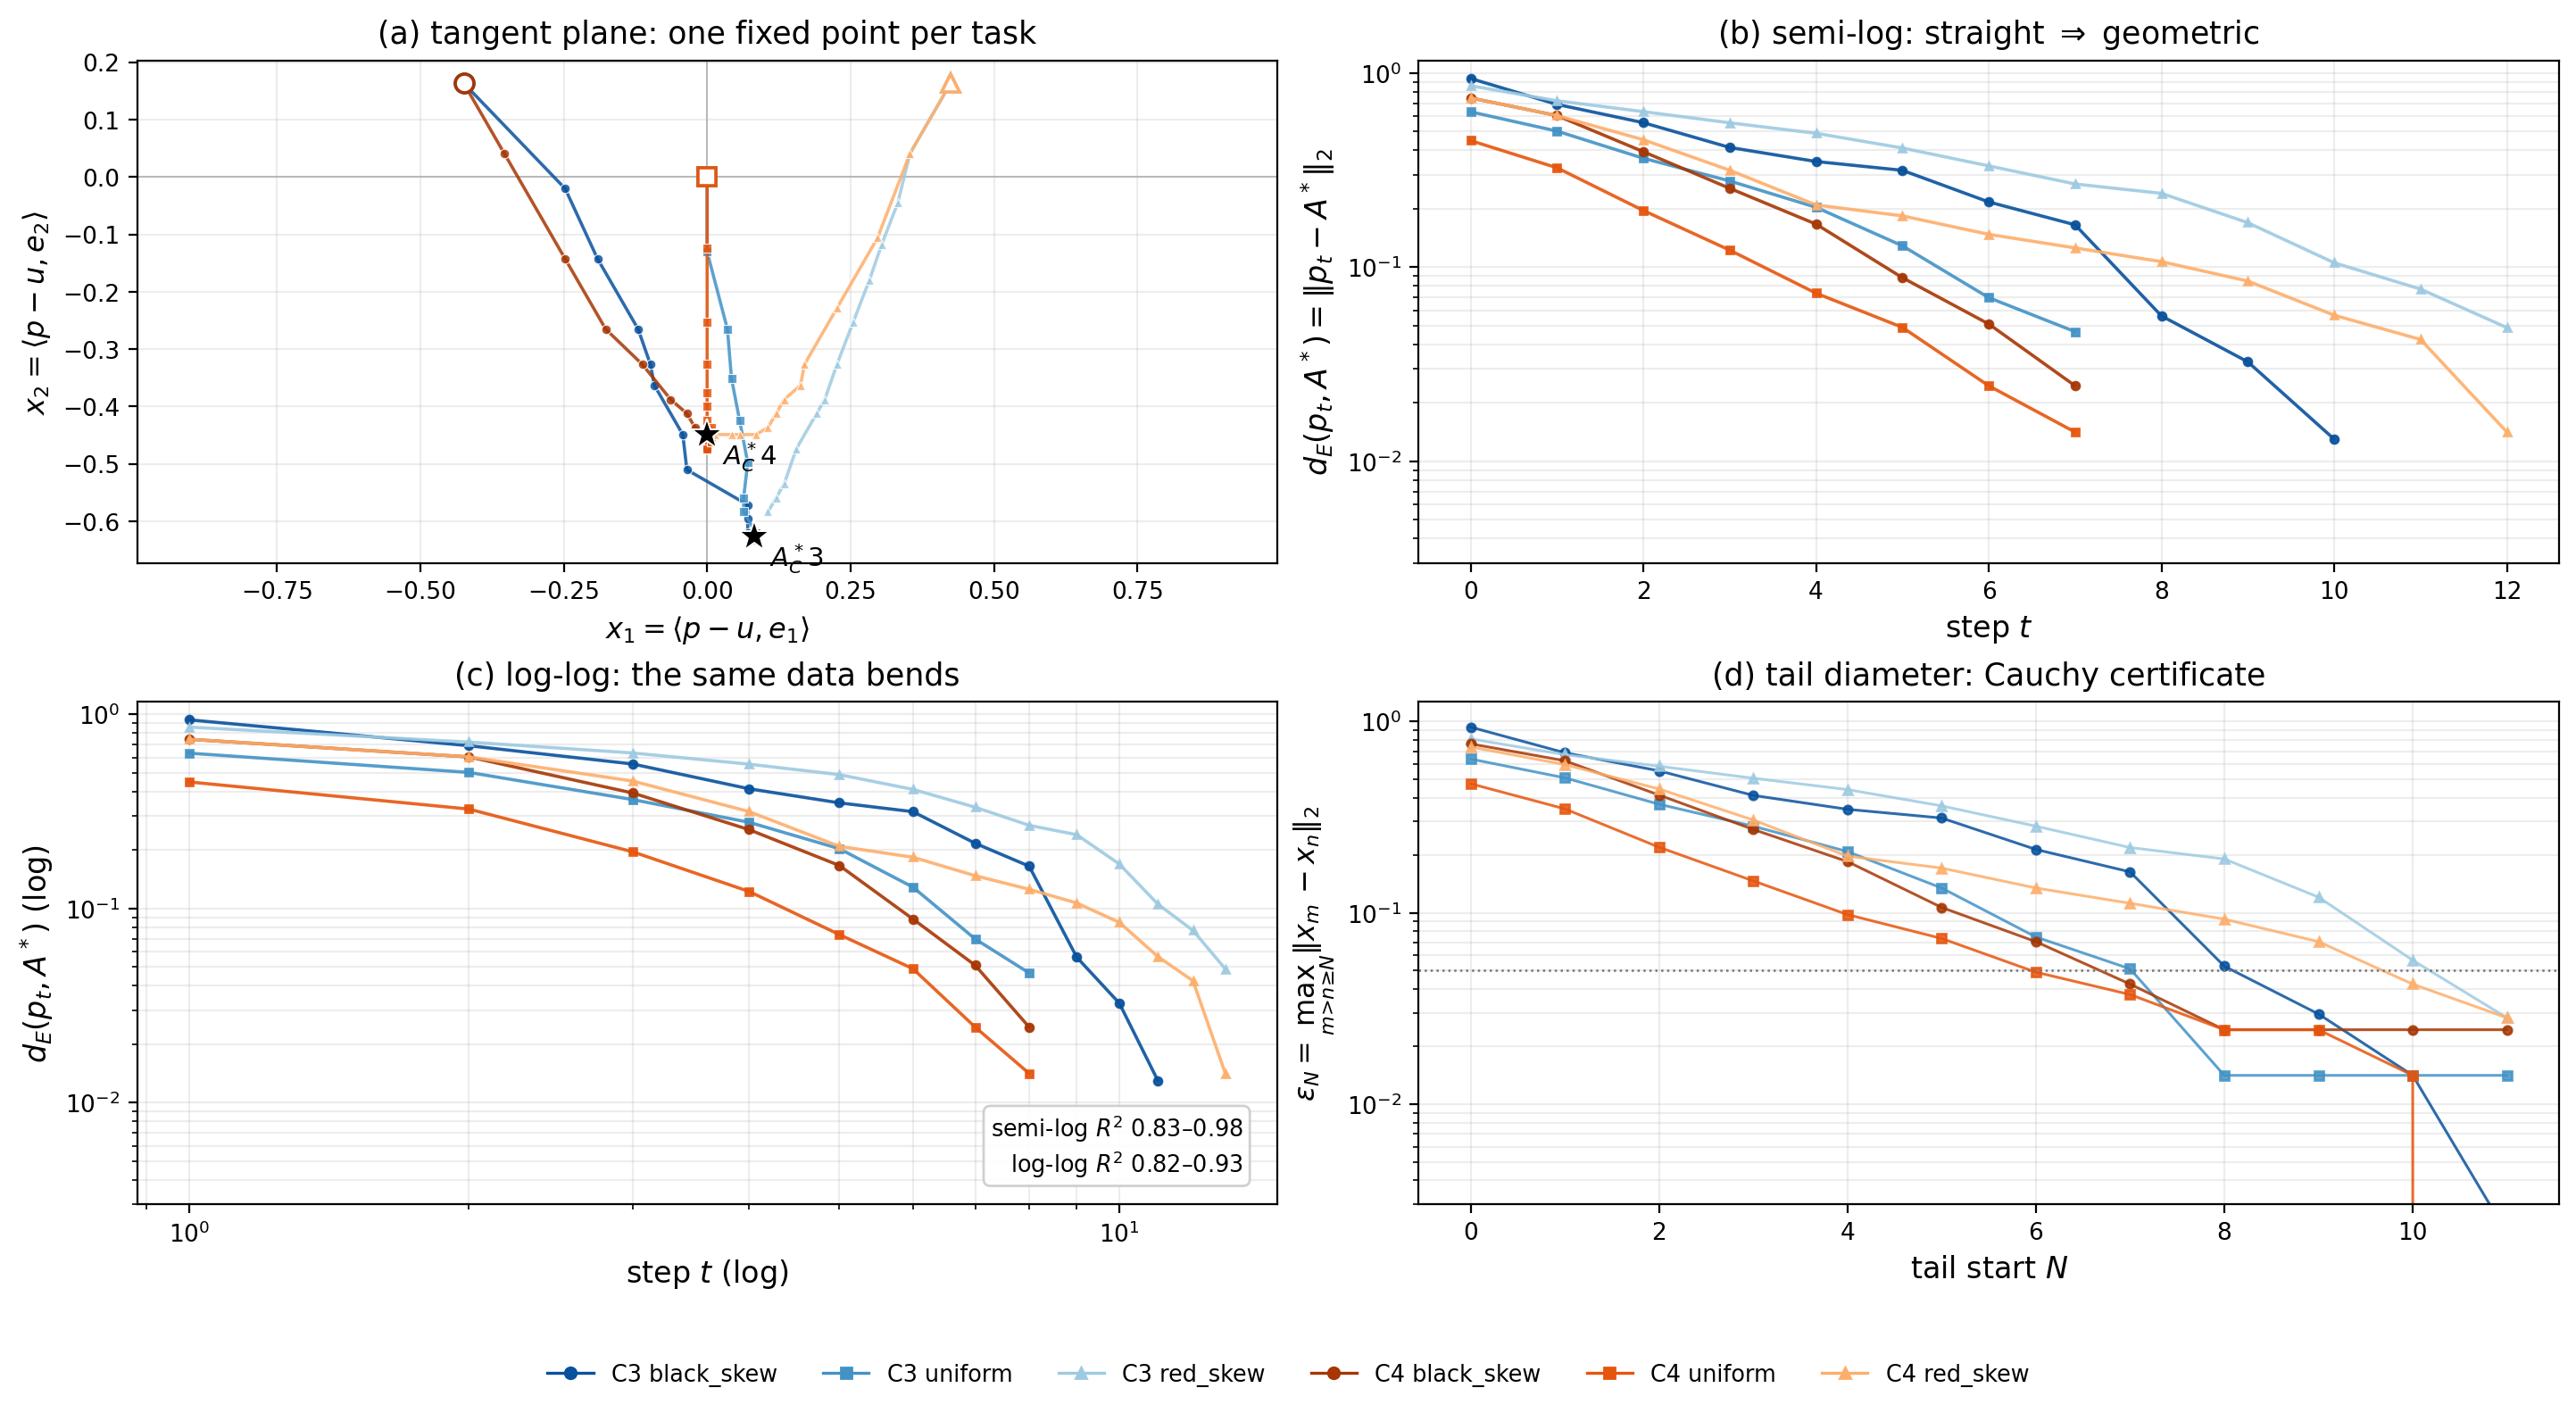 (a) tangent plane: one fixed point per task
0.2
0.1
0.0
−0.1
−0.2
−0.3
−0.4
−0.5
−0.6
x₂ = ⟨p − u, e₂⟩
A_C^*4
A_C^*3
−0.75 −0.50 −0.25 0.00 0.25 0.50 0.75
x₁ = ⟨p − u, e₁⟩
(b) semi-log: straight ⇒ geometric
10⁰
10⁻¹
10⁻²
d_E(p_t, A^*) = ‖p_t − A^*‖₂
0 2 4 6 8 10 12
step t
(c) log-log: the same data bends
10⁰
10⁻¹
10⁻²
d_E(p_t, A^*) (log)
semi-log R² 0.83–0.98
log-log R² 0.82–0.93
10⁰ 10¹
step t (log)
(d) tail diameter: Cauchy certificate
10⁰
10⁻¹
10⁻²
ε_N = max_{m>n≥N} ‖x_m − x_n‖₂
0 2 4 6 8 10
tail start N
C3 black_skew C3 uniform C3 red_skew C4 black_skew C4 uniform C4 red_skew